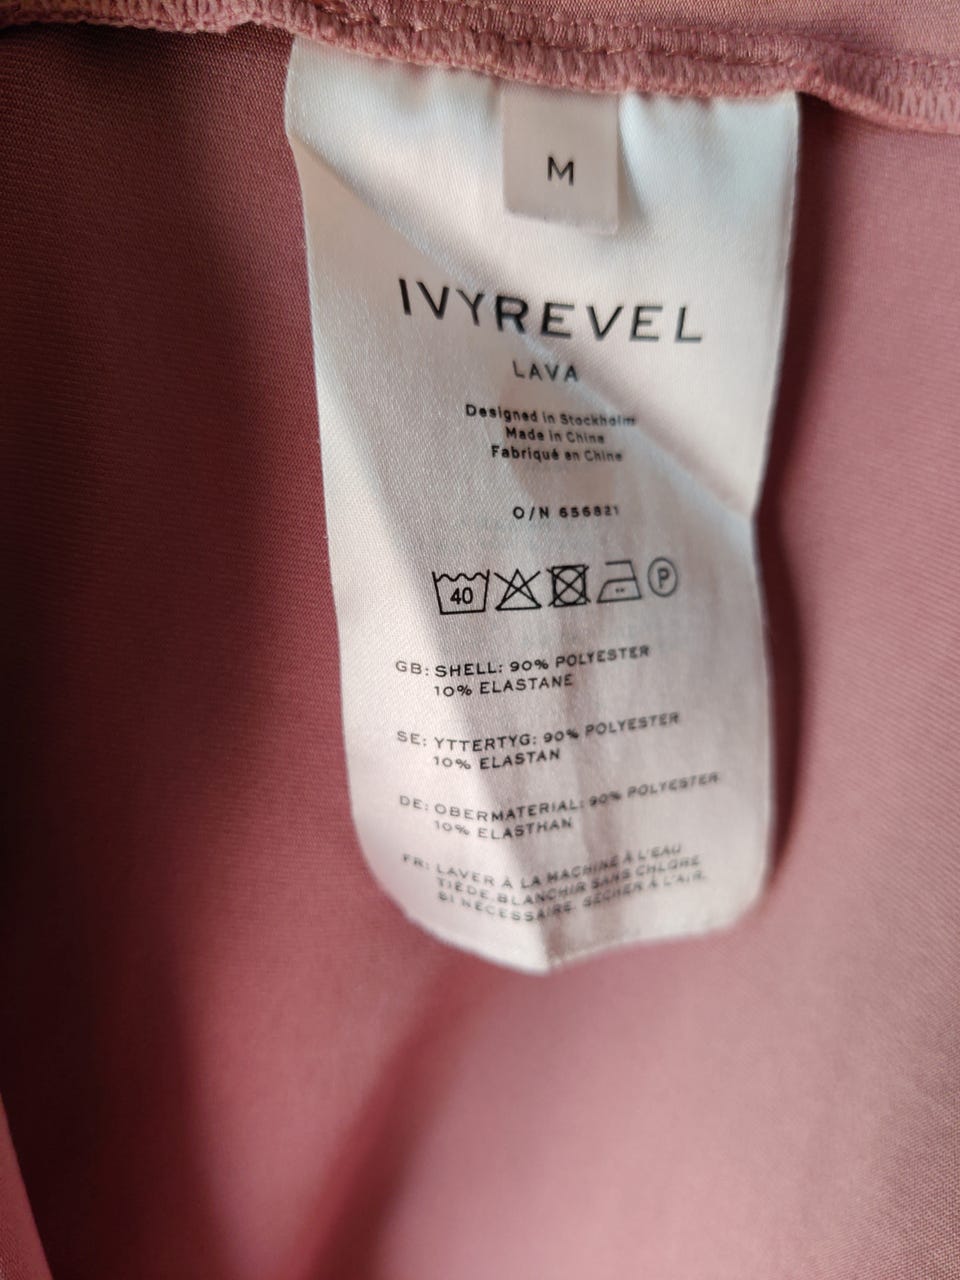 M
IVYREVEL
LAVA
Designed in Stockholm
Made in China
Fabriqué en Chine
O/N 656821
40
P
GB: SHELL: 90% POLYESTER
10% ELASTANE
SE: YTTERTYG: 90% POLYESTER
10% ELASTAN
DE: OBERMATERIAL: 90% POLYESTER
10% ELASTHAN
FR: LAVER À LA MACHINE À L'EAU
TIÈDE. BLANCHIR SANS CHLORE
SI NÉCESSAIRE. SÉCHER À L'AIR.